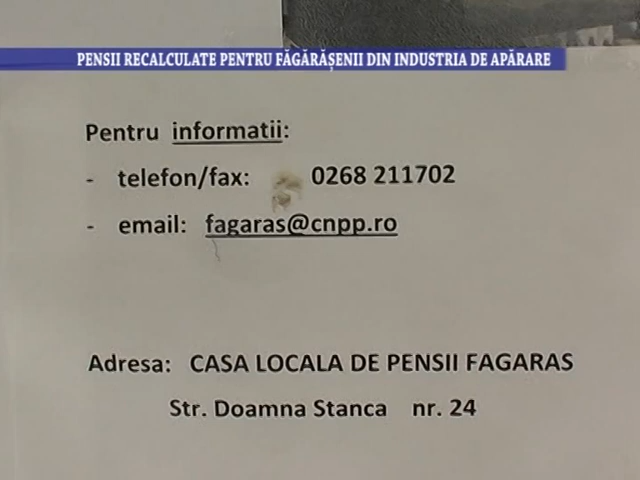 PENSII RECALCULATE PENTRU FĂGĂRĂȘENII DIN INDUSTRIA DE APĂRARE
Pentru informatii:
- telefon/fax: 0268 211702
- email: fagaras@cnpp.ro
Adresa: CASA LOCALA DE PENSII FAGARAS
Str. Doamna Stanca nr. 24